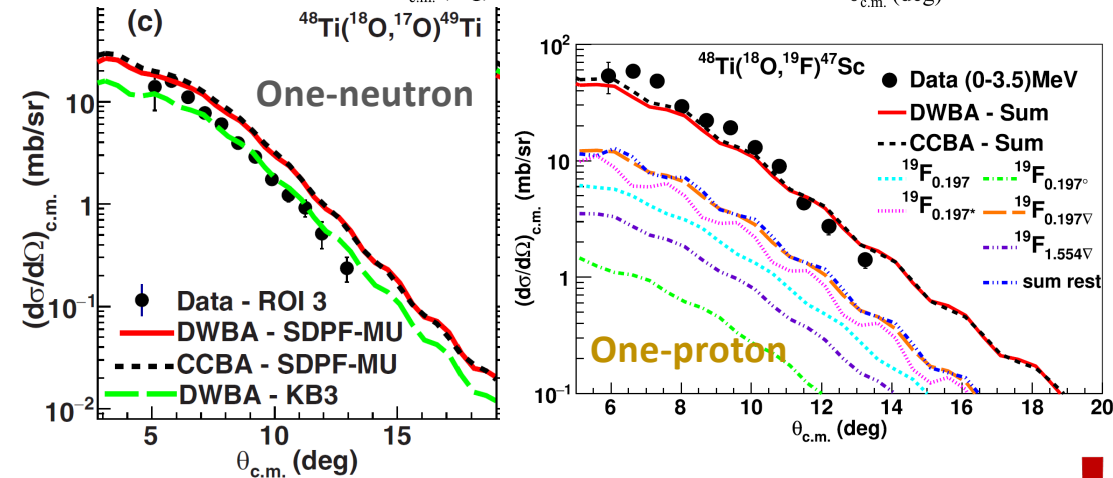 (c)
⁴⁸Ti(¹⁸O,¹⁷O)⁴⁹Ti
One-neutron
10
1
10⁻¹
10⁻²
(dσ/dΩ)c.m. (mb/sr)
Data - ROI 3
DWBA - SDPF-MU
CCBA - SDPF-MU
DWBA - KB3
5 10 15
θc.m. (deg)
c.m. (deg)
⁴⁸Ti(¹⁸O,¹⁹F)⁴⁷Sc
Data (0-3.5)MeV
DWBA - Sum
CCBA - Sum
¹⁹F0.197 ¹⁹F0.197°
¹⁹F0.197* ¹⁹F0.197∇
¹⁹F1.554∇
sum rest
One-proton
10²
10
1
10⁻¹
(dσ/dΩ)c.m. (mb/sr)
6 8 10 12 14 16 18 20
θc.m. (deg)